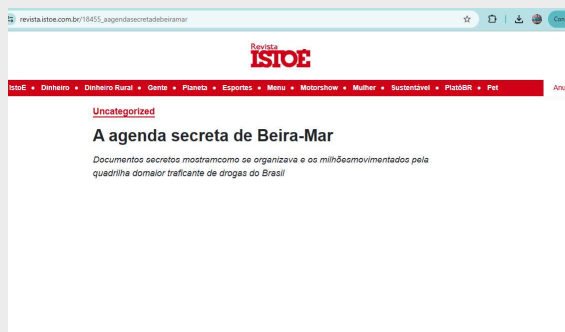 revista.istoe.com.br/18455_aagendasecretadebeiramar
Revista
ISTOÉ
IstoÉ • Dinheiro • Dinheiro Rural • Gente • Planeta • Esportes • Menu • Motorshow • Mulher • Sustentável • PlatôBR • Pet
Uncategorized
A agenda secreta de Beira-Mar
Documentos secretos mostramcomo se organizava e os milhõesmovimentados pela
quadrilha domaior traficante de drogas do Brasil